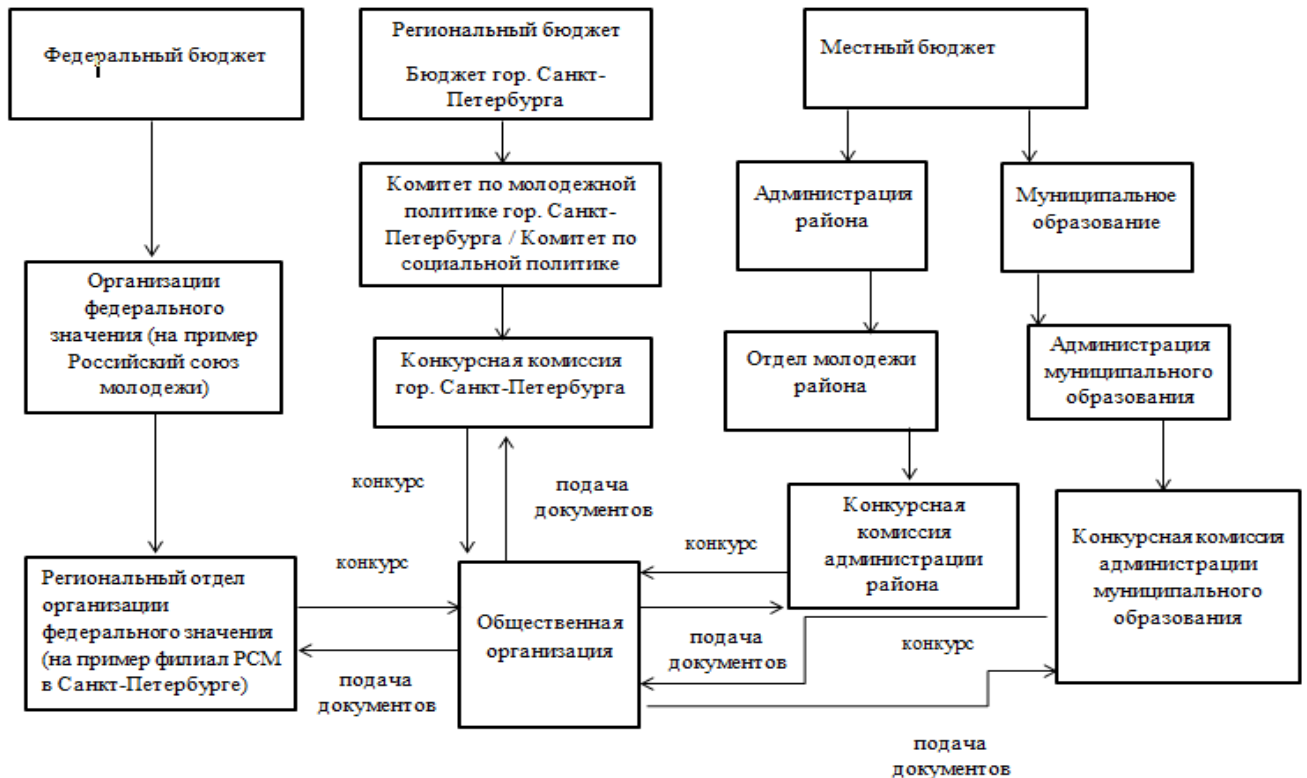 Федеральный бюджет
Региональный бюджет
Бюджет гор. Санкт-
Петербурга
Местный бюджет
Комитет по молодежной
политике гор. Санкт-
Петербурга / Комитет по
социальной политике
Администрация
района
Муниципальное
образование
Организации
федерального
значения (на пример
Российский союз
молодежи)
Конкурсная комиссия
гор. Санкт-Петербурга
Отдел молодежи
района
Администрация
муниципального
образования
конкурс
подача
документов
Конкурсная
комиссия
администрации
района
Конкурсная комиссия
администрации
муниципального
образования
Региональный отдел
организации
федерального значения
(на пример филиал РСМ
в Санкт-Петербурге)
конкурс
подача
документов
Общественная
организация
конкурс
подача
документов
конкурс
подача
документов